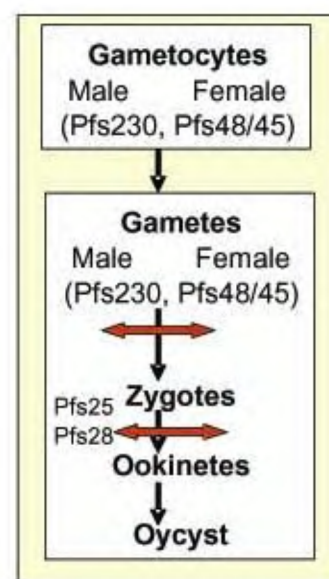 Gametocytes
Male Female
(Pfs230, Pfs48/45)
Gametes
Male Female
(Pfs230, Pfs48/45)
Zygotes
Pfs25
Pfs28
Ookinetes
Oycyst